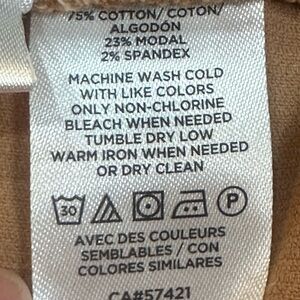 75% COTTON/ COTON/
ALGODÓN
23% MODAL
2% SPANDEX
MACHINE WASH COLD
WITH LIKE COLORS
ONLY NON-CHLORINE
BLEACH WHEN NEEDED
TUMBLE DRY LOW
WARM IRON WHEN NEEDED
OR DRY CLEAN
30 P
AVEC DES COULEURS
SEMBLABLES / CON
COLORES SIMILARES
CA#57421